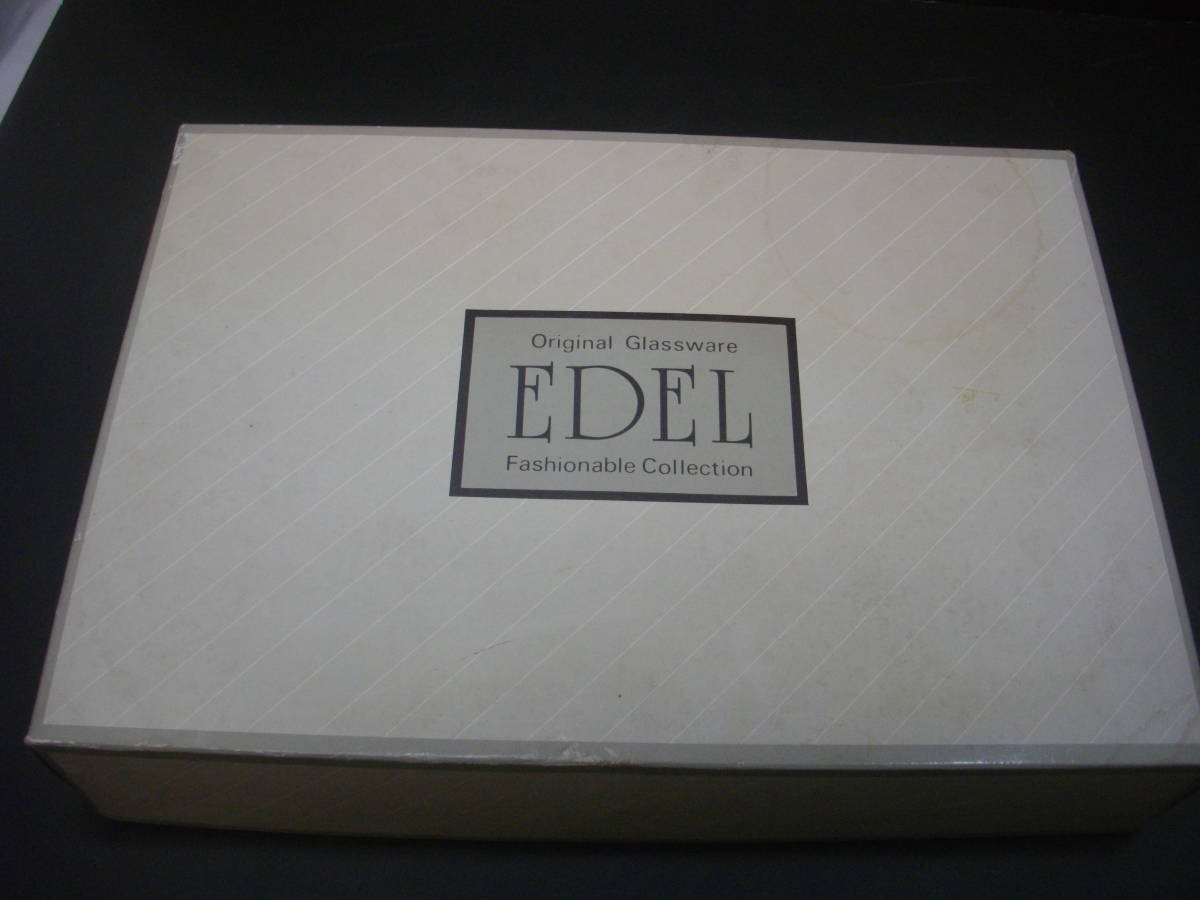 Original Glassware
EDEL
Fashionable Collection